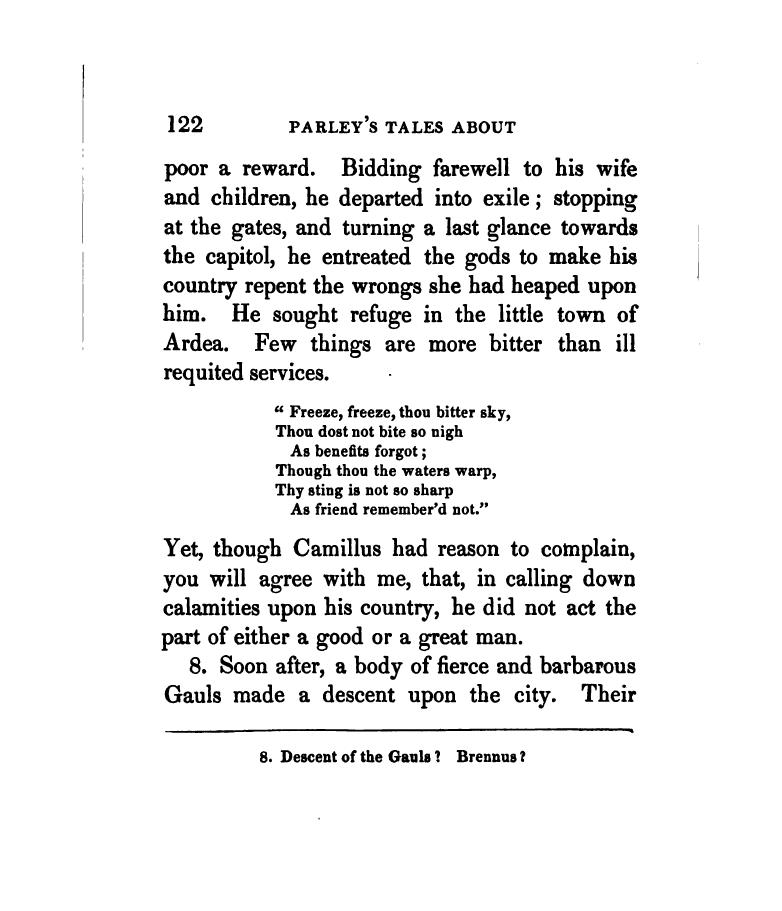 122 PARLEY'S TALES ABOUT
poor a reward. Bidding farewell to his wife
and children, he departed into exile; stopping
at the gates, and turning a last glance towards
the capitol, he entreated the gods to make his
country repent the wrongs she had heaped upon
him. He sought refuge in the little town of
Ardea. Few things are more bitter than ill
requited services.
" Freeze, freeze, thou bitter sky,
Thou dost not bite so nigh
As benefits forgot;
Though thou the waters warp,
Thy sting is not so sharp
As friend remember'd not."
Yet, though Camillus had reason to complain,
you will agree with me, that, in calling down
calamities upon his country, he did not act the
part of either a good or a great man.
8. Soon after, a body of fierce and barbarous
Gauls made a descent upon the city. Their
8. Descent of the Gauls? Brennus?